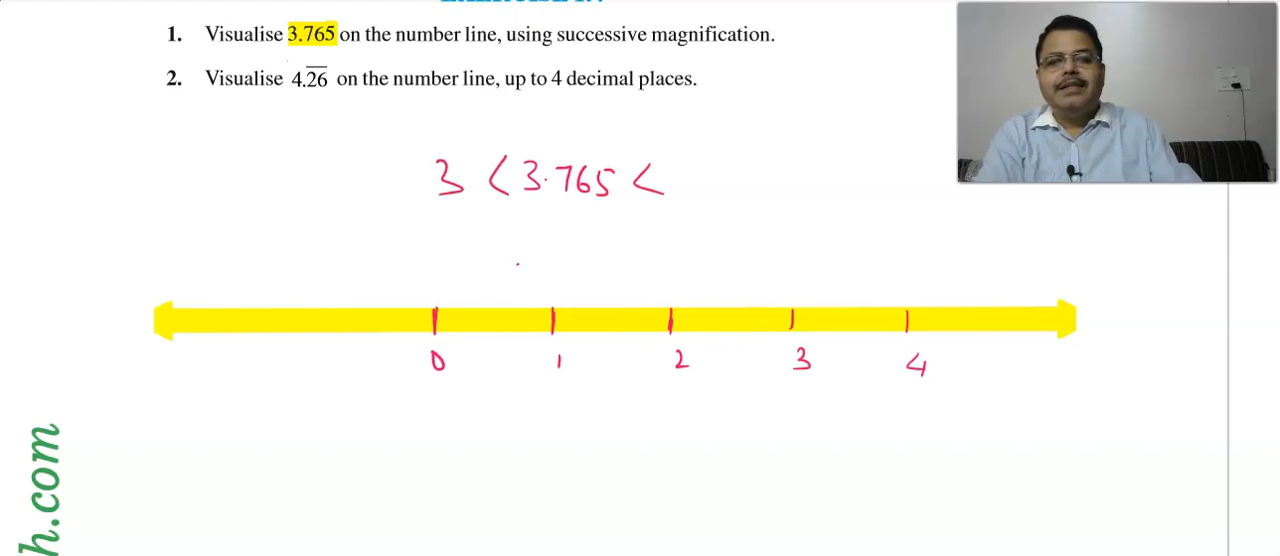 1. Visualise 3.765 on the number line, using successive magnification.
2. Visualise 4.2̅6̅ on the number line, up to 4 decimal places.
3 < 3.765 <
0 1 2 3 4
h.com